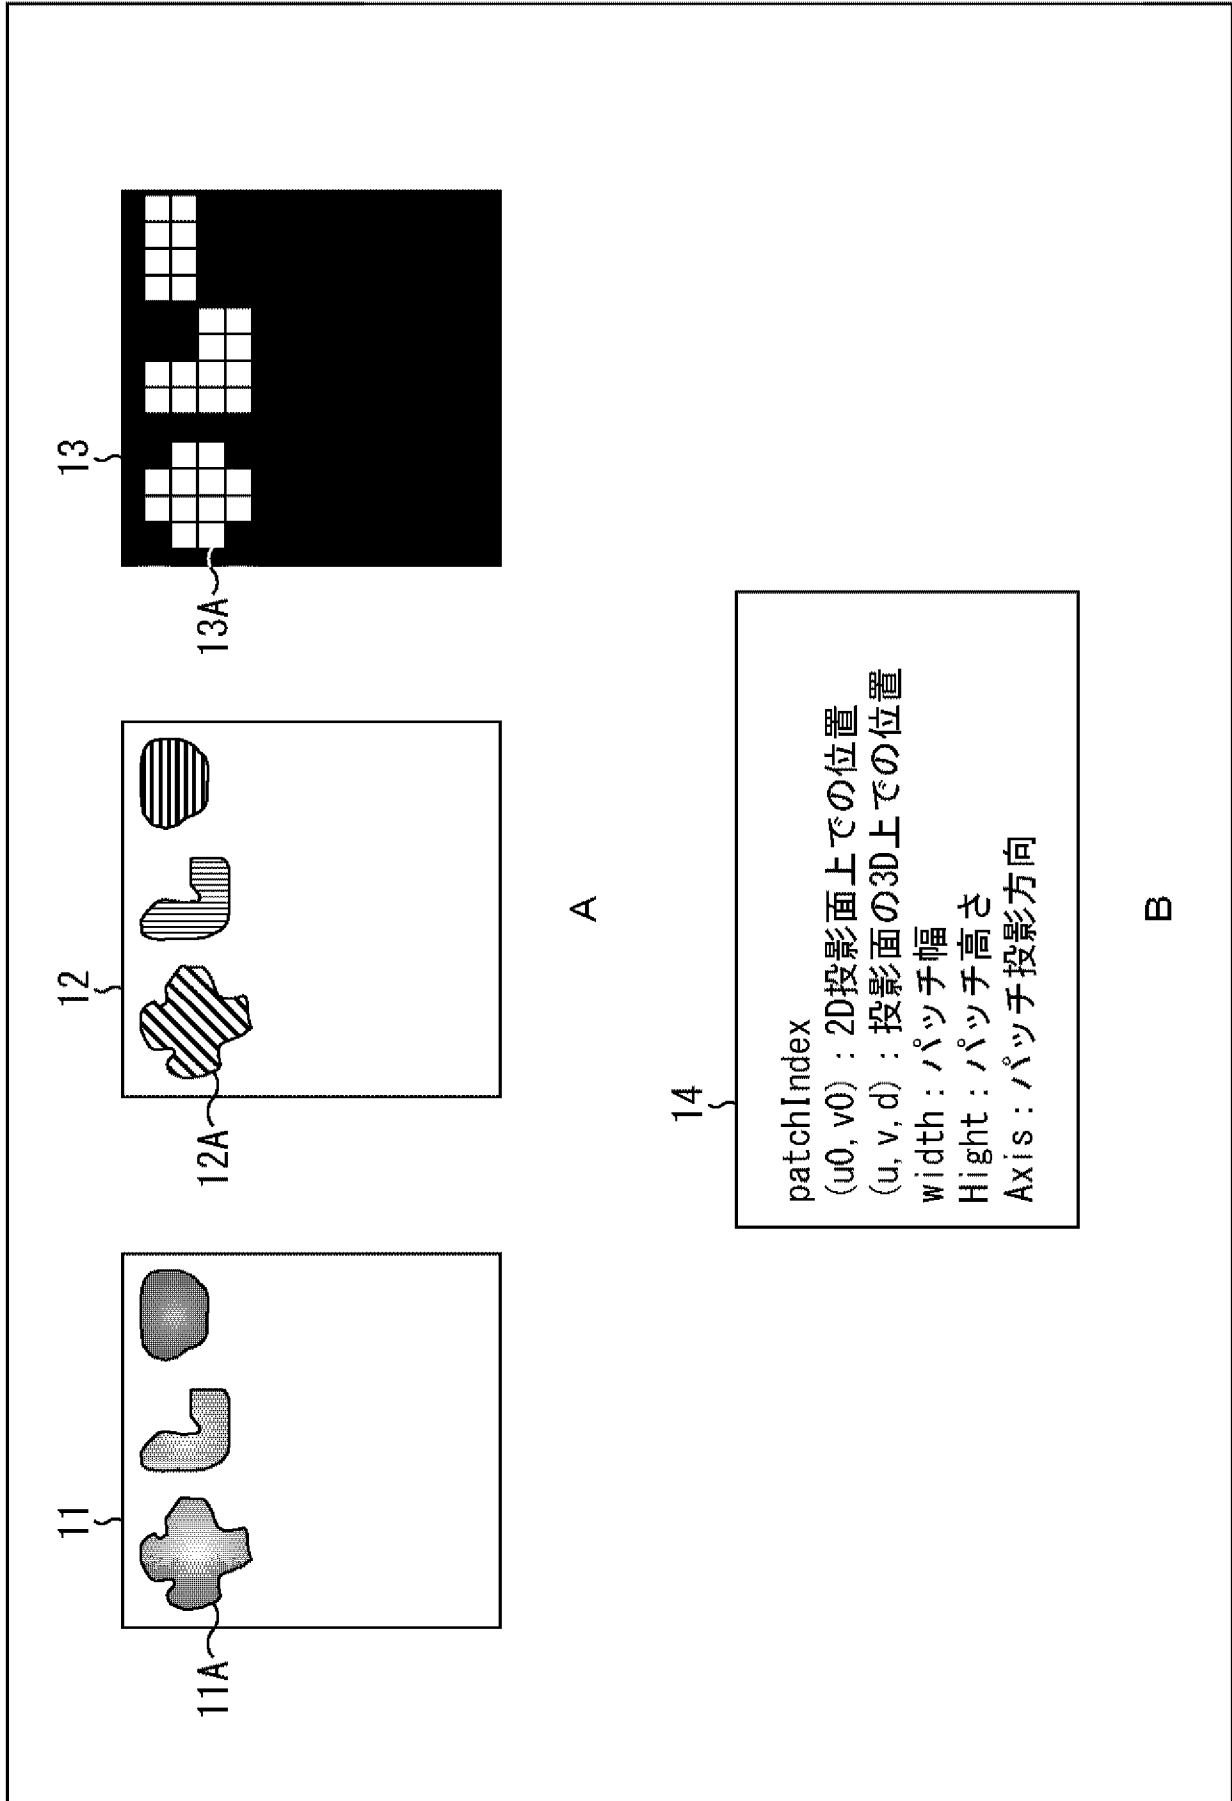 11
12
13
11A
12A
13A
A
14
patchIndex
(u0, v0) : 2D投影面上での位置
(u, v, d) : 投影面の3D上での位置
width : パッチ幅
Hight : パッチ高さ
Axis : パッチ投影方向
B